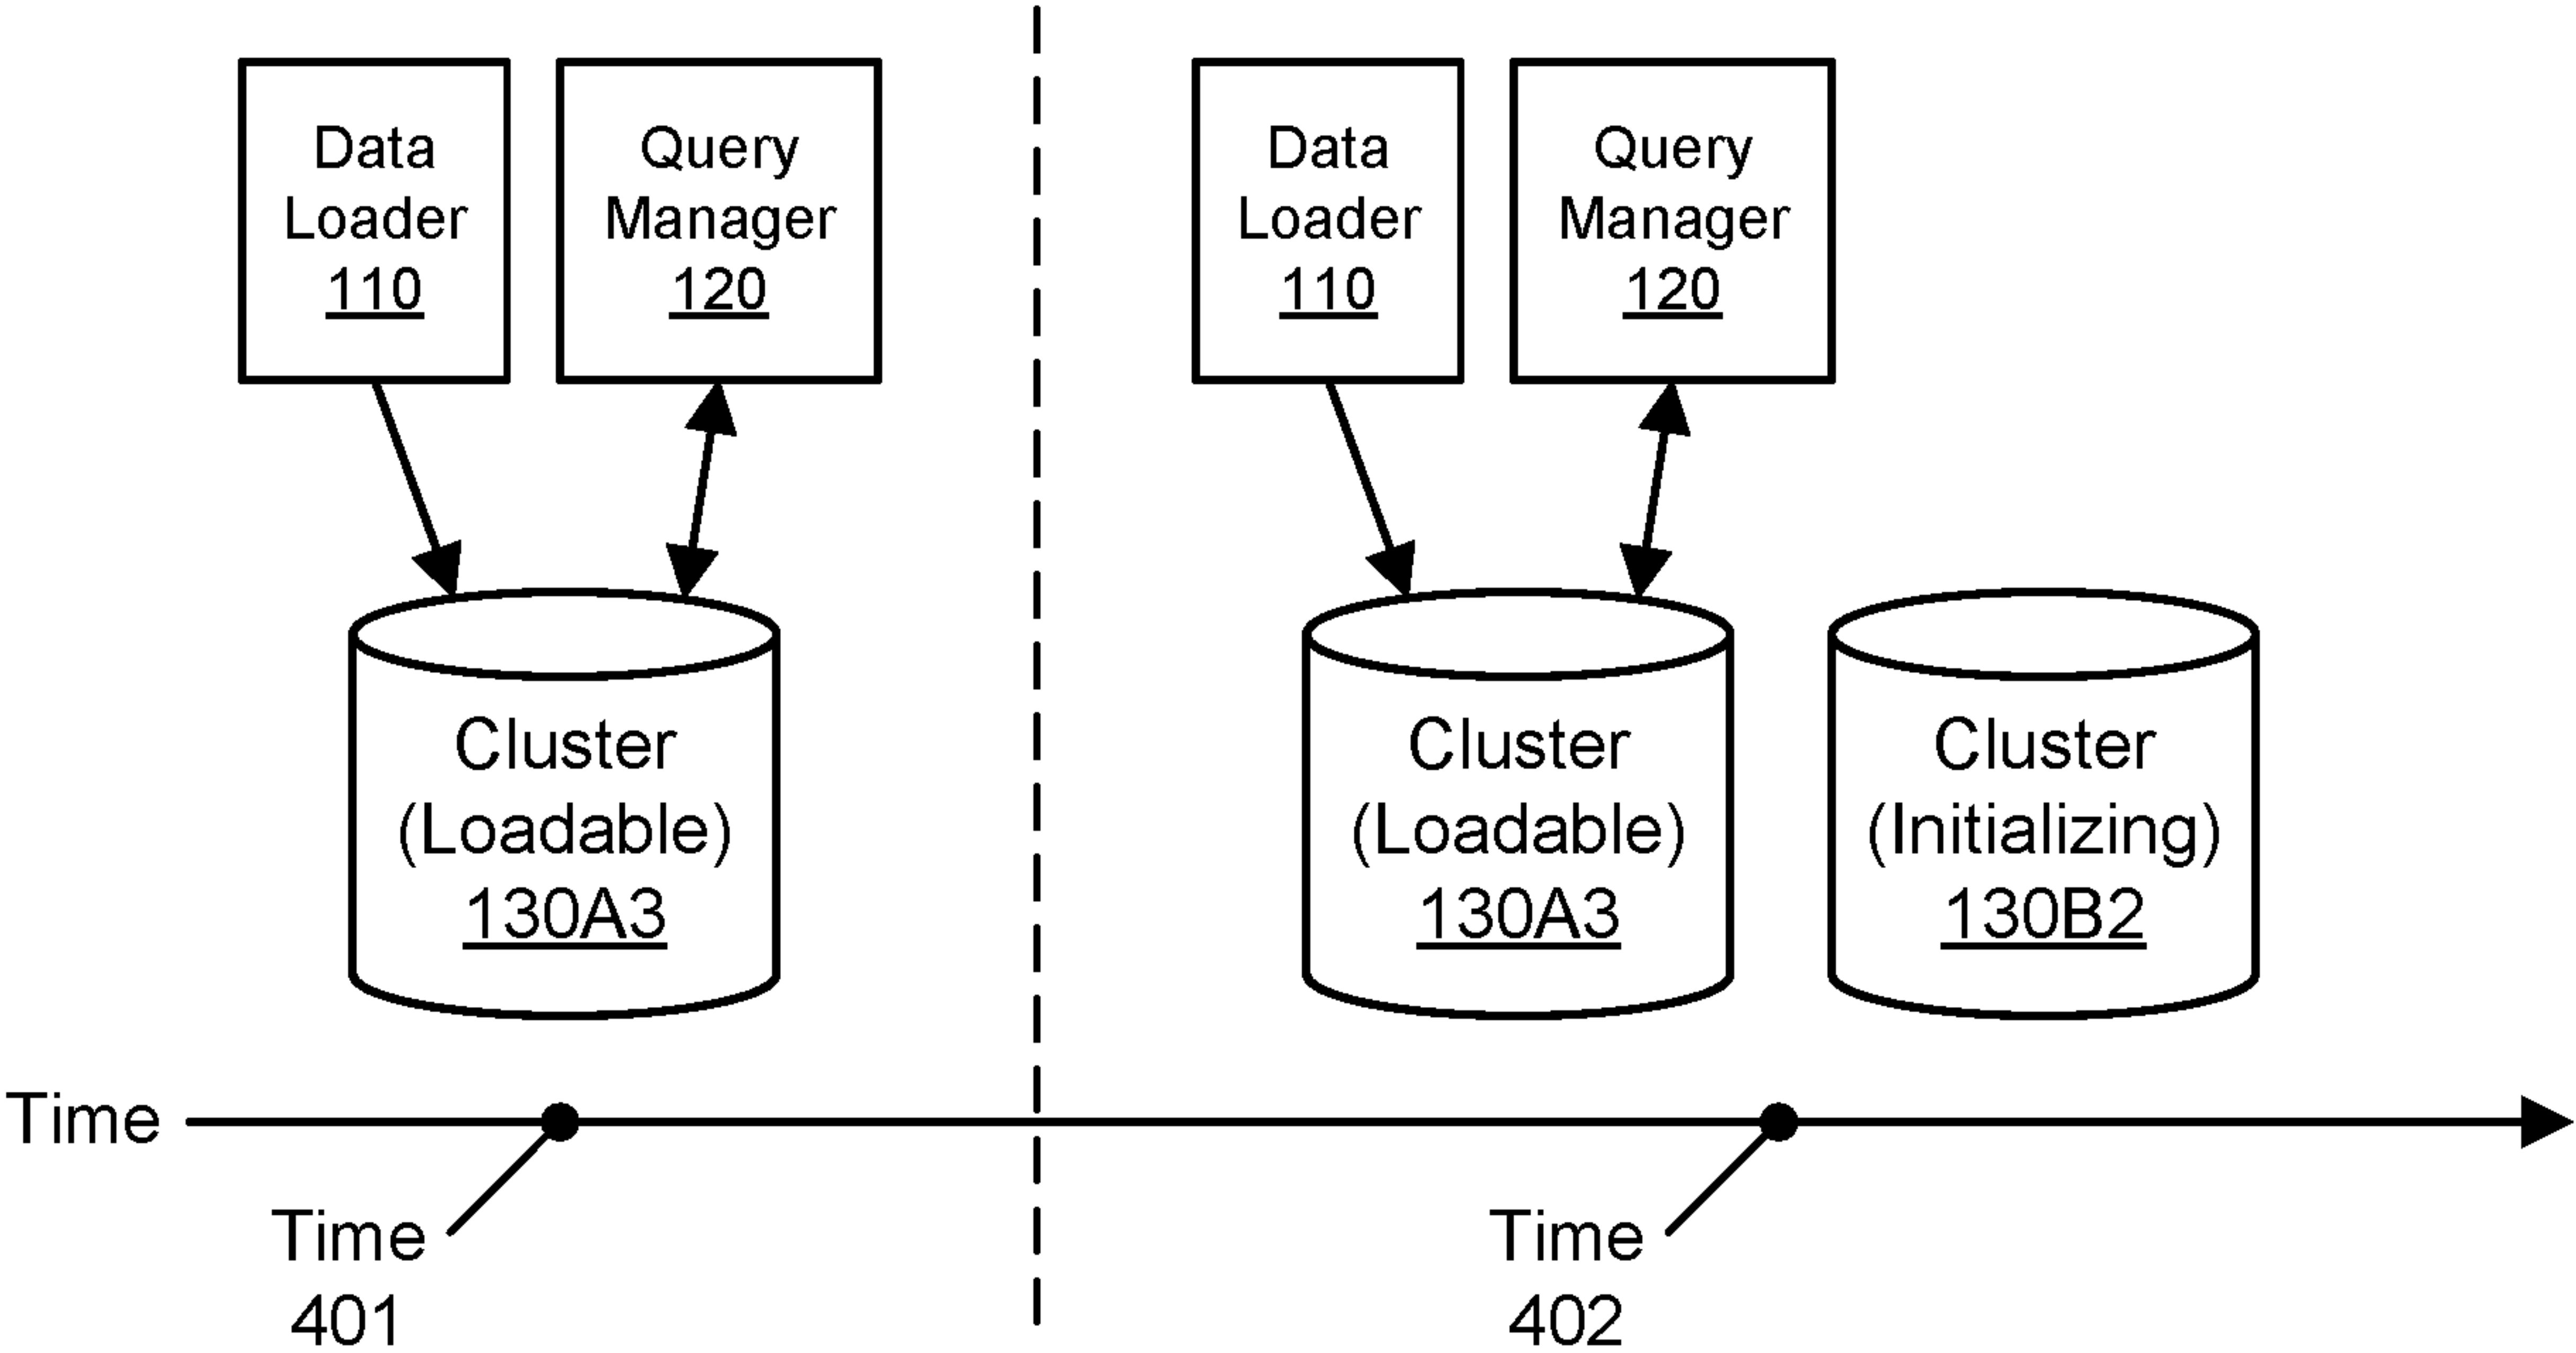 Data
Loader
110
Query
Manager
120
Cluster
(Loadable)
130A3
Data
Loader
110
Query
Manager
120
Cluster
(Loadable)
130A3
Cluster
(Initializing)
130B2
Time
Time
401
Time
402